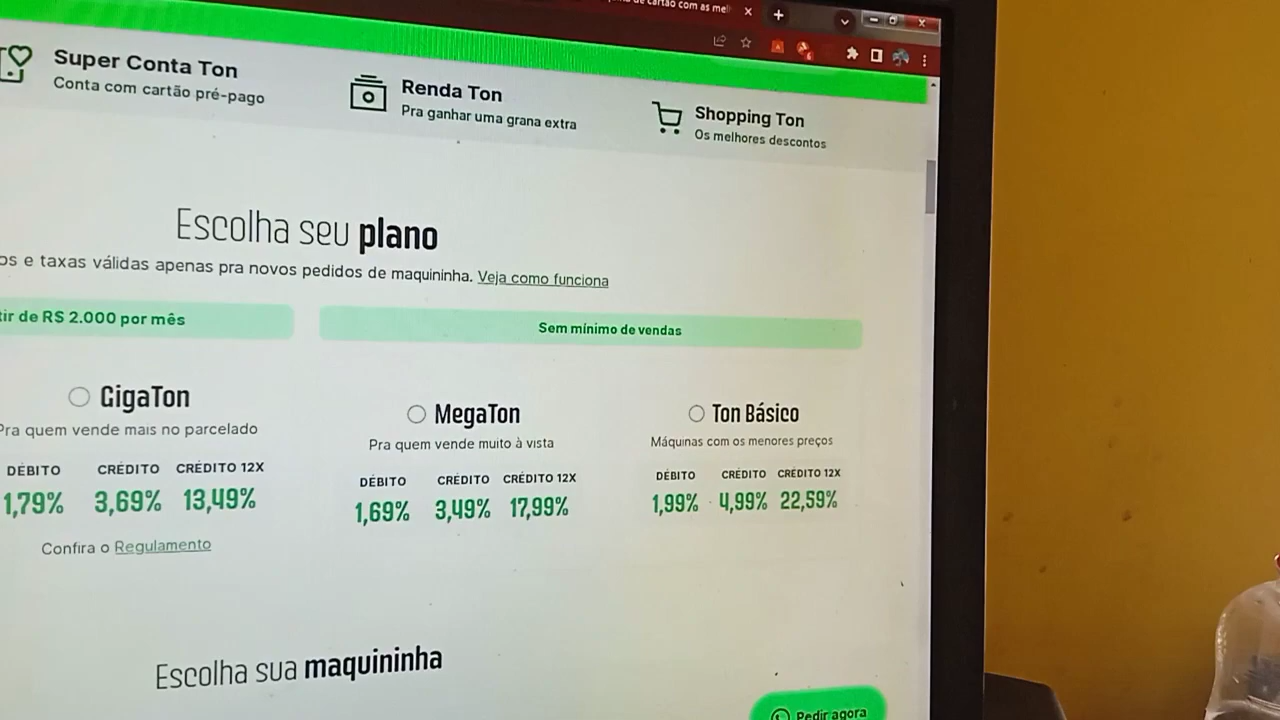 de cartão com as mel
Super Conta Ton
Conta com cartão pré-pago
Renda Ton
Pra ganhar uma grana extra
Shopping Ton
Os melhores descontos
Escolha seu plano
os e taxas válidas apenas pra novos pedidos de maquininha. Veja como funciona
tir de R$ 2.000 por mês
Sem mínimo de vendas
GigaTon
Pra quem vende mais no parcelado
DÉBITO CRÉDITO CRÉDITO 12X
1,79% 3,69% 13,49%
Confira o Regulamento
MegaTon
Pra quem vende muito à vista
DÉBITO CRÉDITO CRÉDITO 12X
1,69% 3,49% 17,99%
Ton Básico
Máquinas com os menores preços
DÉBITO CRÉDITO CRÉDITO 12X
1,99% 4,99% 22,59%
Escolha sua maquininha
Pedir agora